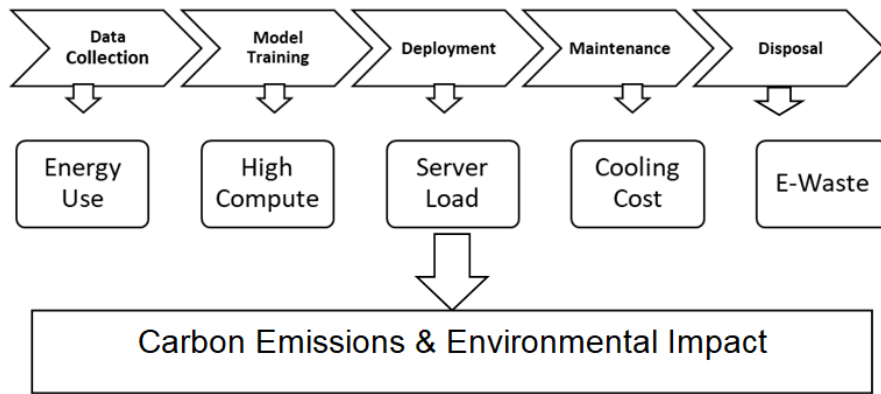 Data
Collection
Model
Training
Deployment
Maintenance
Disposal
Energy
Use
High
Compute
Server
Load
Cooling
Cost
E-Waste
Carbon Emissions & Environmental Impact